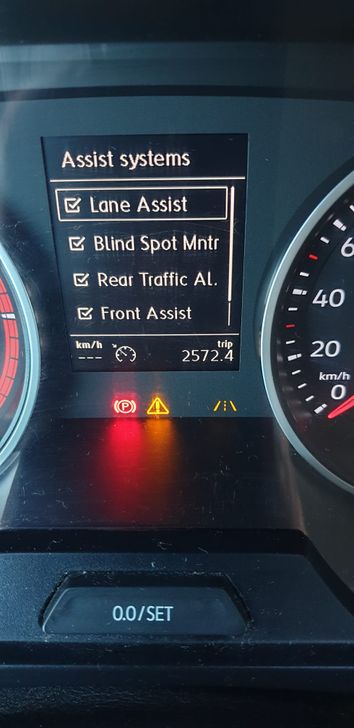 Assist systems
Lane Assist
Blind Spot Mntr
Rear Traffic Al.
Front Assist
km/h
---
trip
2572.4
6
40
20
km/h
0
P
0.0/SET